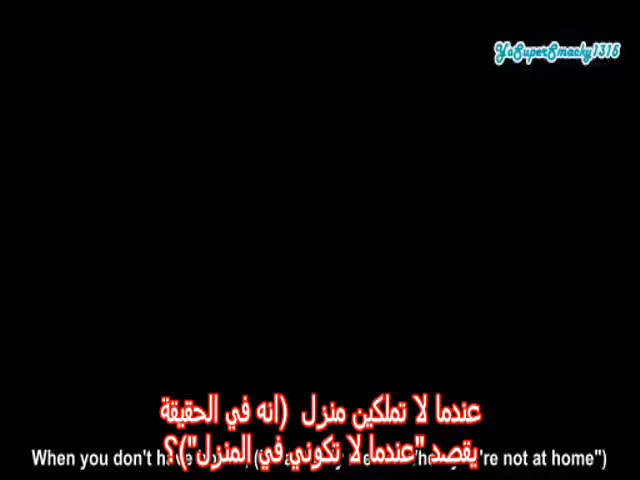 YoSuperSmacky1316
عندما لا تملكين منزل (انه في الحقيقة
يقصد "عندما لا تكوني في المنزل")؟
When you don't 're not at home")